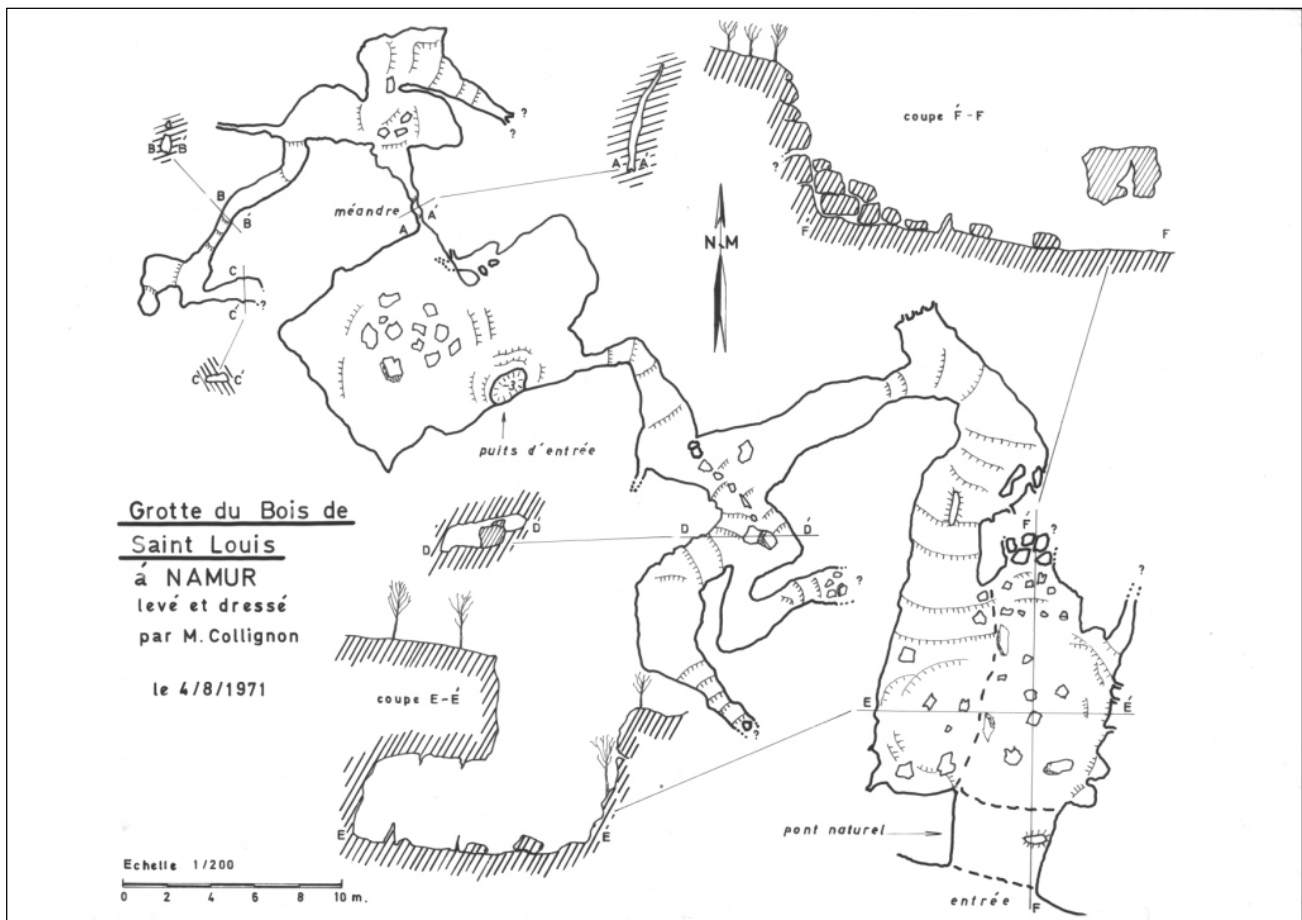 ? ?
coupe F́-F
B B́
A Á
?
B
B́
méandre
Á
A
F́
F
N M
C
?
Ć
C Ć
-3
puits d'entrée
Grotte du Bois de
Saint Louis
á NAMUR
levé et dressé
par M. Collignon
le 4/8/1971
D D́
D D́
?
F́
?
?
?
coupe E-É
E É
E É
pont naturel
entrée
F
Echelle 1/200
0 2 4 6 8 10 m.